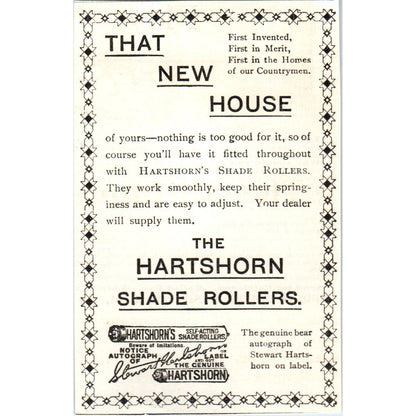 THAT
NEW
HOUSE
First Invented,
First in Merit,
First in the Homes
of our Countrymen.
of yours—nothing is too good for it, so of
course you'll have it fitted throughout
with HARTSHORN'S SHADE ROLLERS.
They work smoothly, keep their spring-
iness and are easy to adjust. Your dealer
will supply them.
THE
HARTSHORN
SHADE ROLLERS.
HARTSHORN'S SELF-ACTING SHADE ROLLERS
Beware of Imitations.
NOTICE
AUTOGRAPH
OF
Stewart Hartshorn
LABEL
AND GET
THE GENUINE
HARTSHORN
The genuine bear
autograph of
Stewart Harts-
horn on label.